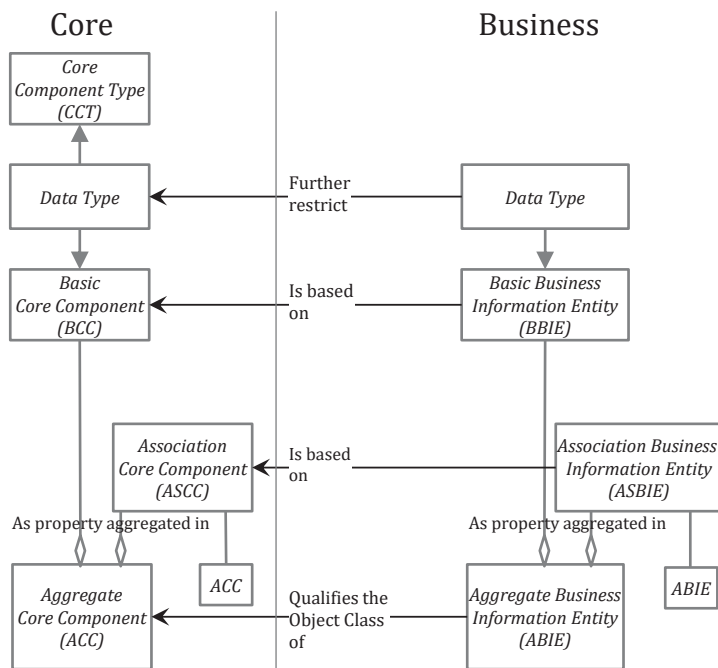 Core
Business
Core
Component Type
(CCT)
Data Type
Further
restrict
Data Type
Basic
Core Component
(BCC)
Is based
on
Basic Business
Information Entity
(BBIE)
Association
Core Component
(ASCC)
Is based
on
Association Business
Information Entity
(ASBIE)
As property aggregated in
As property aggregated in
ACC
ABIE
Aggregate
Core Component
(ACC)
Qualifies the
Object Class
of
Aggregate Business
Information Entity
(ABIE)